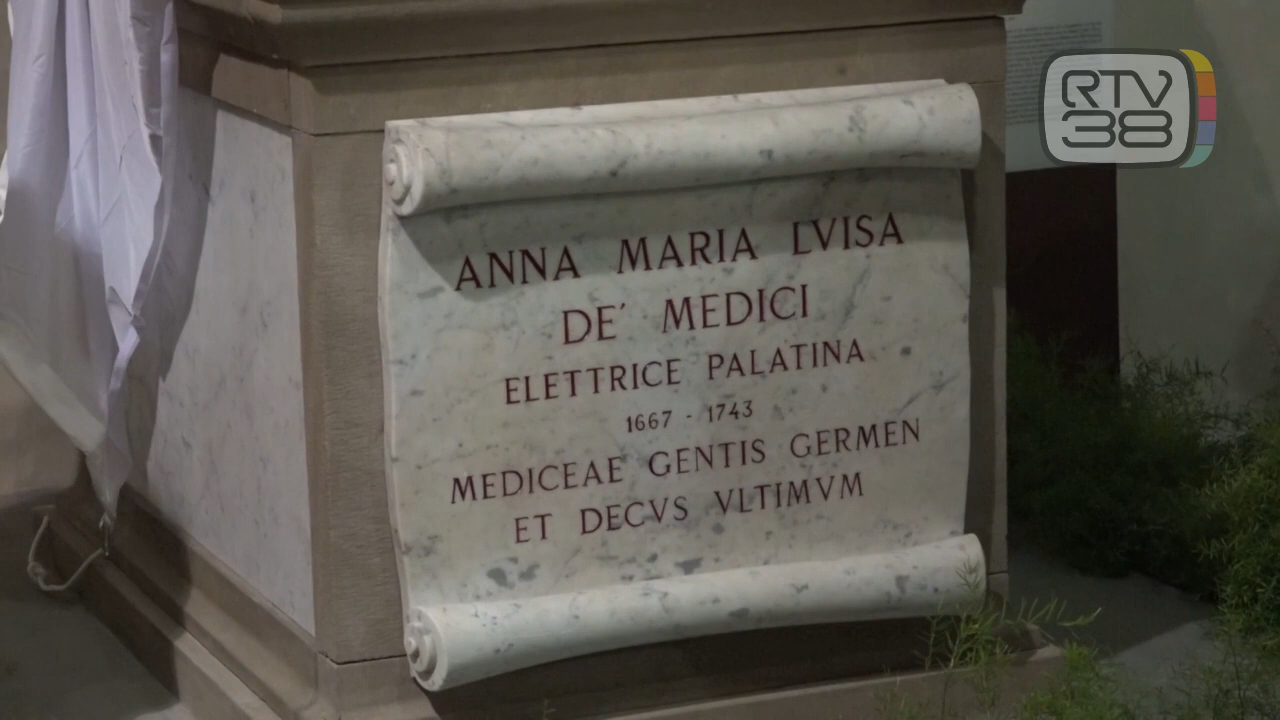 RTV
38
ANNA MARIA LVISA
DE' MEDICI
ELETTRICE PALATINA
1667 - 1743
MEDICEAE GENTIS GERMEN
ET DECVS VLTIMVM